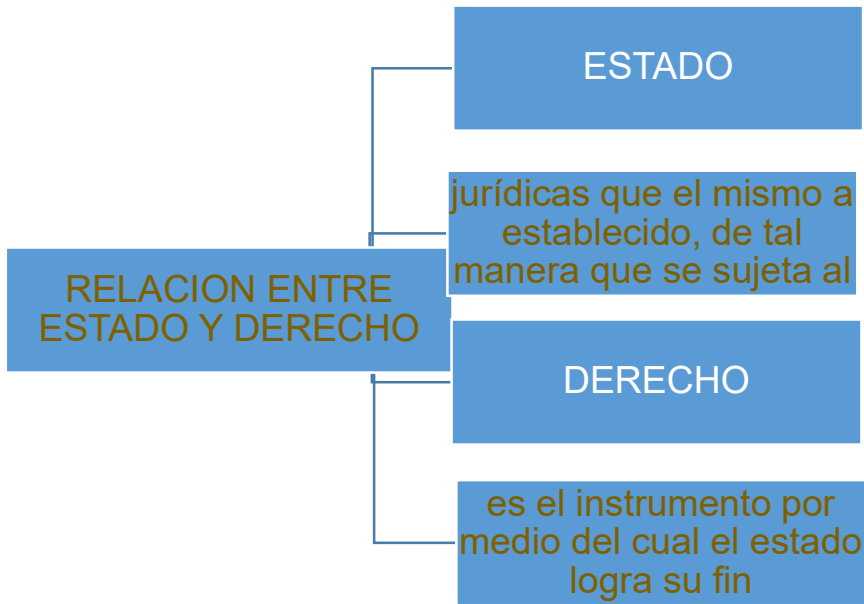 ESTADO
jurídicas que el mismo a
establecido, de tal
manera que se sujeta al
RELACION ENTRE
ESTADO Y DERECHO
DERECHO
es el instrumento por
medio del cual el estado
logra su fin